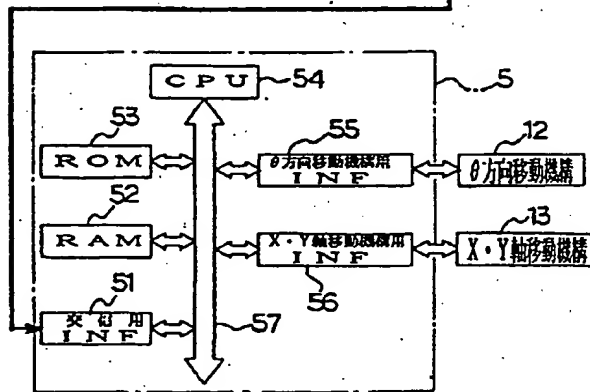 CPU
54
5
53
ROM
55
θ方向移動機構用
INF
12
θ方向移動機構
52
RAM
X・Y軸移動機構用
INF
56
13
X・Y軸移動機構
51
用
INF
57